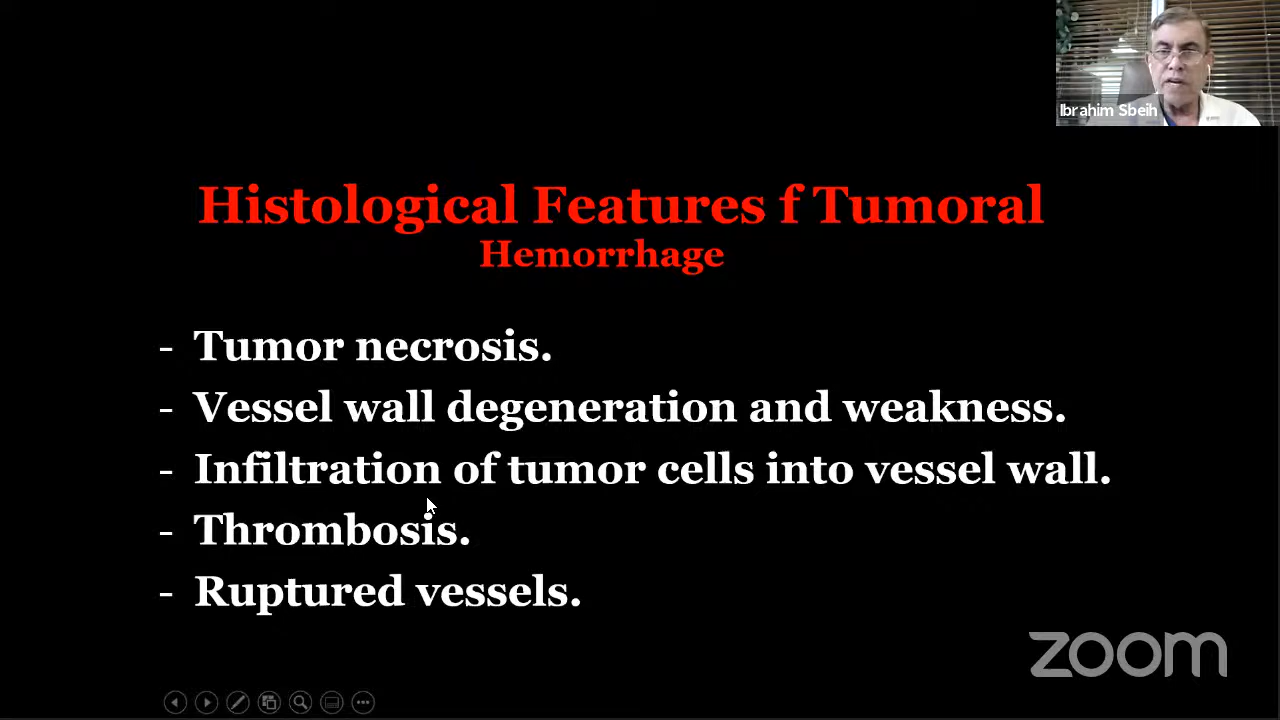 Ibrahim Sbeih
Histological Features f Tumoral
Hemorrhage
- Tumor necrosis.
- Vessel wall degeneration and weakness.
- Infiltration of tumor cells into vessel wall.
- Thrombosis.
- Ruptured vessels.
zoom